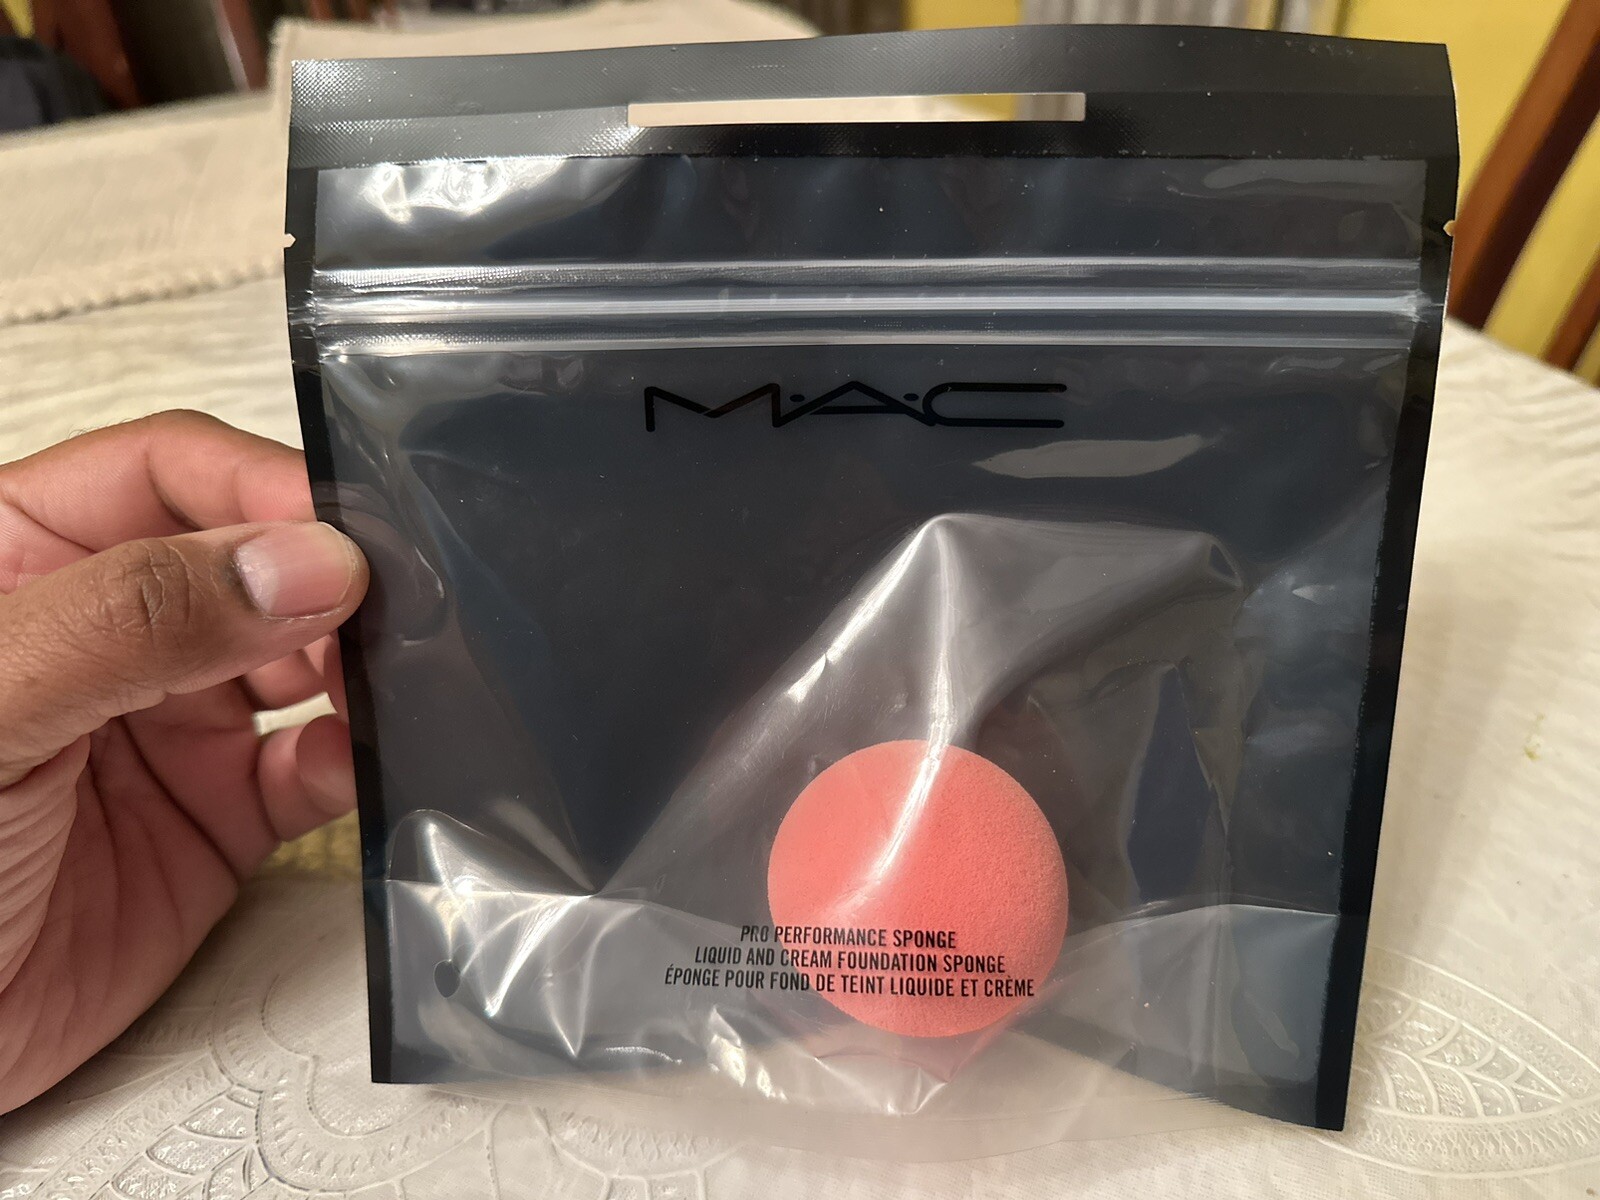 M·A·C
PRO PERFORMANCE SPONGE
LIQUID AND CREAM FOUNDATION SPONGE
ÉPONGE POUR FOND DE TEINT LIQUIDE ET CRÈME